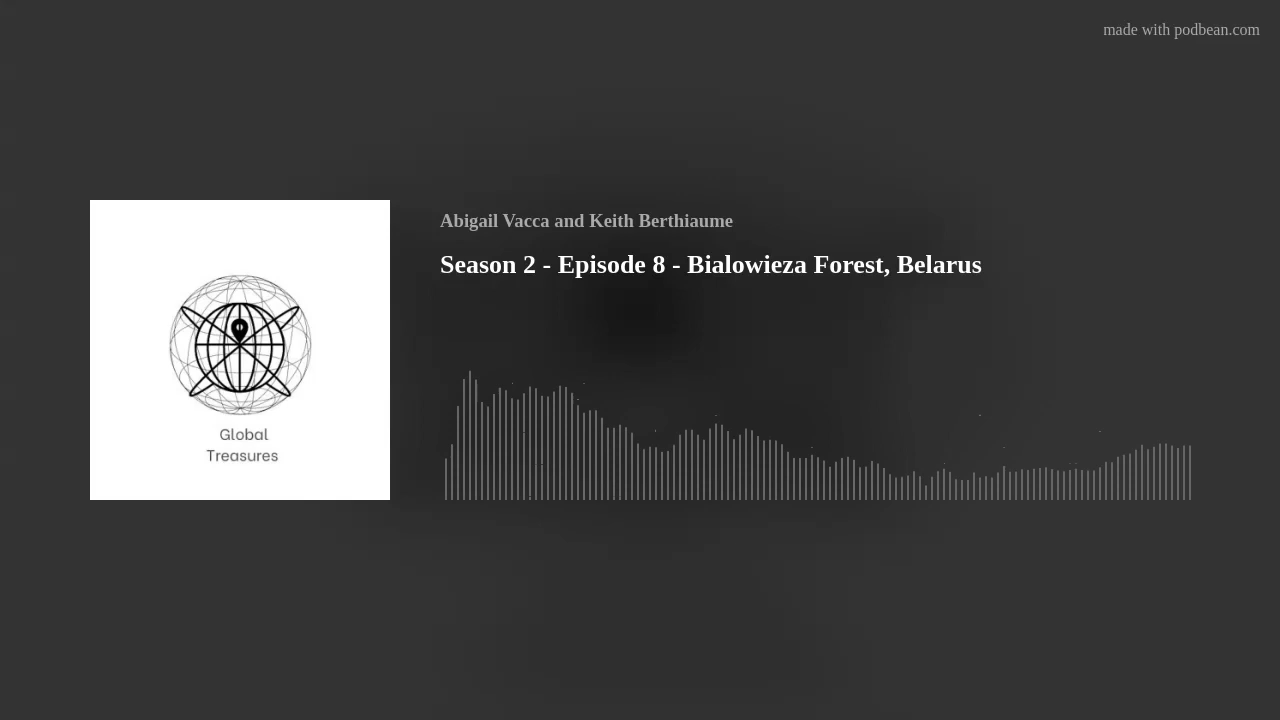 made with podbean.com
Abigail Vacca and Keith Berthiaume
Season 2 - Episode 8 - Bialowieza Forest, Belarus
Global
Treasures